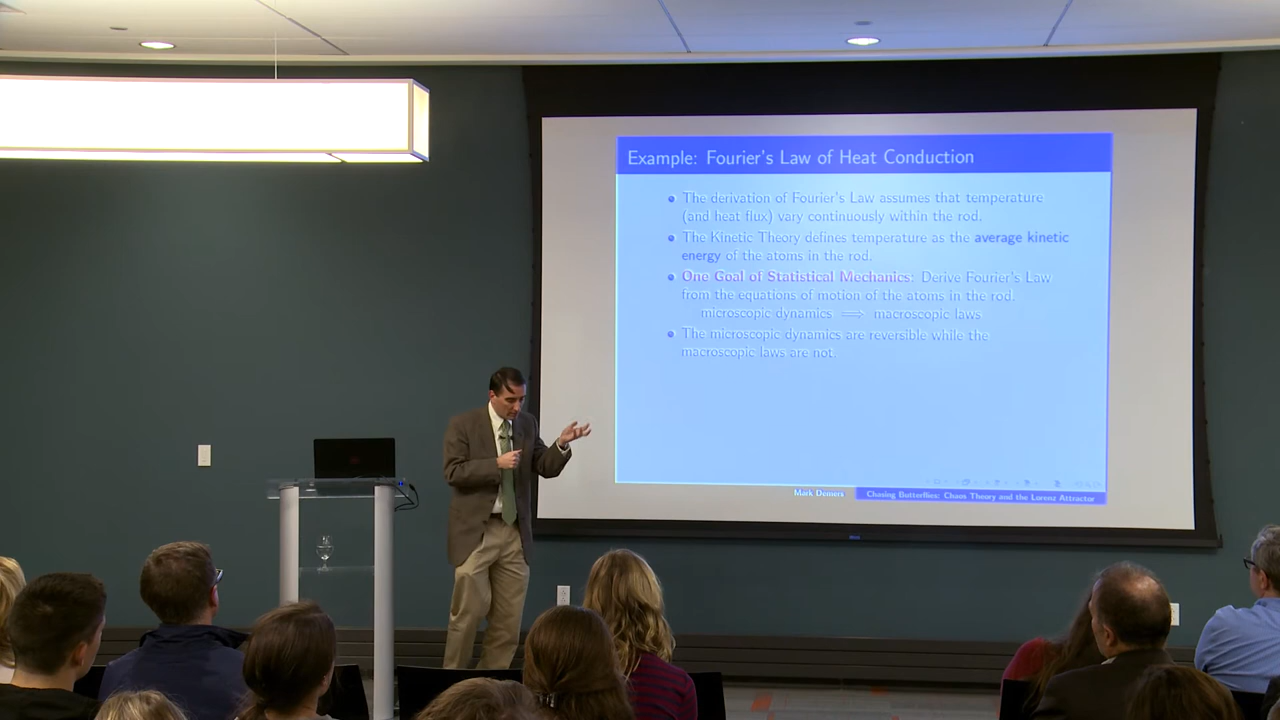 Example: Fourier's Law of Heat Conduction
The derivation of Fourier's Law assumes that temperature
(and heat flux) vary continuously within the rod.
The Kinetic Theory defines temperature as the average kinetic
energy of the atoms in the rod.
One Goal of Statistical Mechanics: Derive Fourier's Law
from the equations of motion of the atoms in the rod.
microscopic dynamics ⟹ macroscopic laws
The microscopic dynamics are reversible while the
macroscopic laws are not.
Mark Demers Chasing Butterflies: Chaos Theory and the Lorenz Attractor